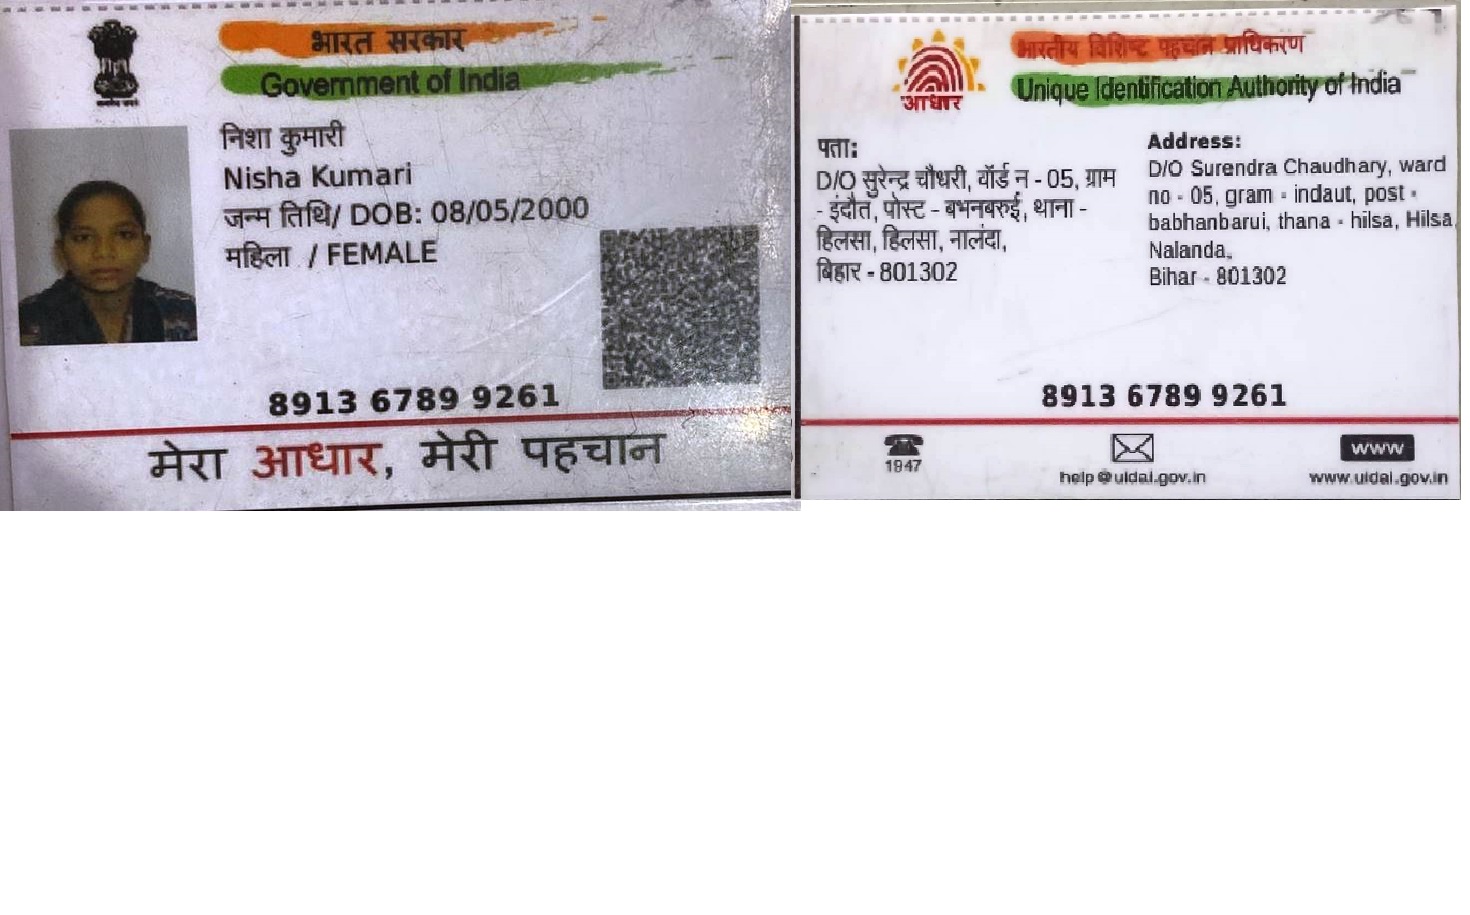 भारत सरकार
Government of India
निशा कुमारी
Nisha Kumari
जन्म तिथि/ DOB: 08/05/2000
महिला / FEMALE
8913 6789 9261
मेरा आधार, मेरी पहचान
भारतीय विशिष्ट पहचान प्राधिकरण
Unique Identification Authority of India
आधार
पता:
D/O सुरेन्द्र चौधरी, वॉर्ड न - 05, ग्राम
- इंदौत, पोस्ट - बभनबरुई, थाना -
हिलसा, हिलसा, नालंदा,
बिहार - 801302
Address:
D/O Surendra Chaudhary, ward
no - 05, gram - indaut, post -
babhanbarui, thana - hilsa, Hilsa,
Nalanda,
Bihar - 801302
8913 6789 9261
1947
help@uidai.gov.in
www
www.uidai.gov.in